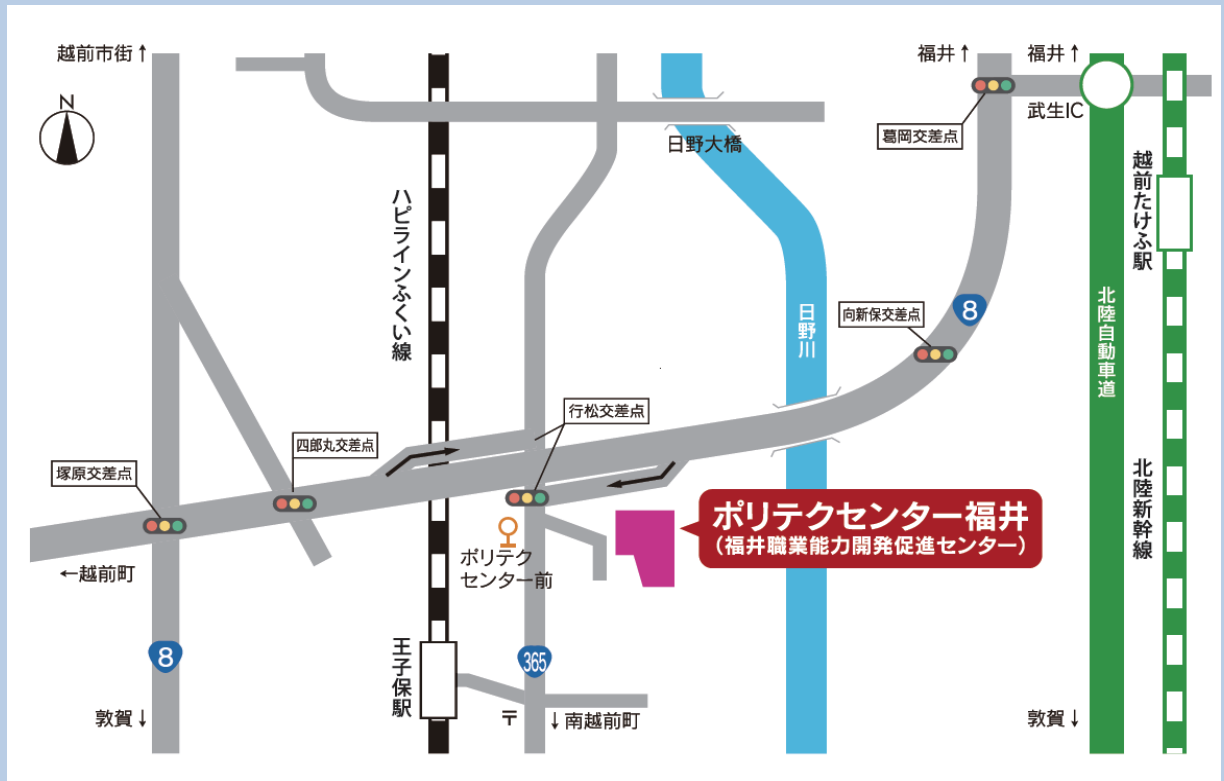 越前市街↑
福井↑
福井↑
N
武生IC
葛岡交差点
日野大橋
越前たけふ駅
ハピラインふくい線
北陸自動車道
8
日野川
向新保交差点
行松交差点
四郎丸交差点
塚原交差点
北陸新幹線
ポリテクセンター福井
（福井職業能力開発促進センター）
ポリテク
センター前
←越前町
王子保駅
8
365
〒
敦賀↓
↓南越前町
敦賀↓